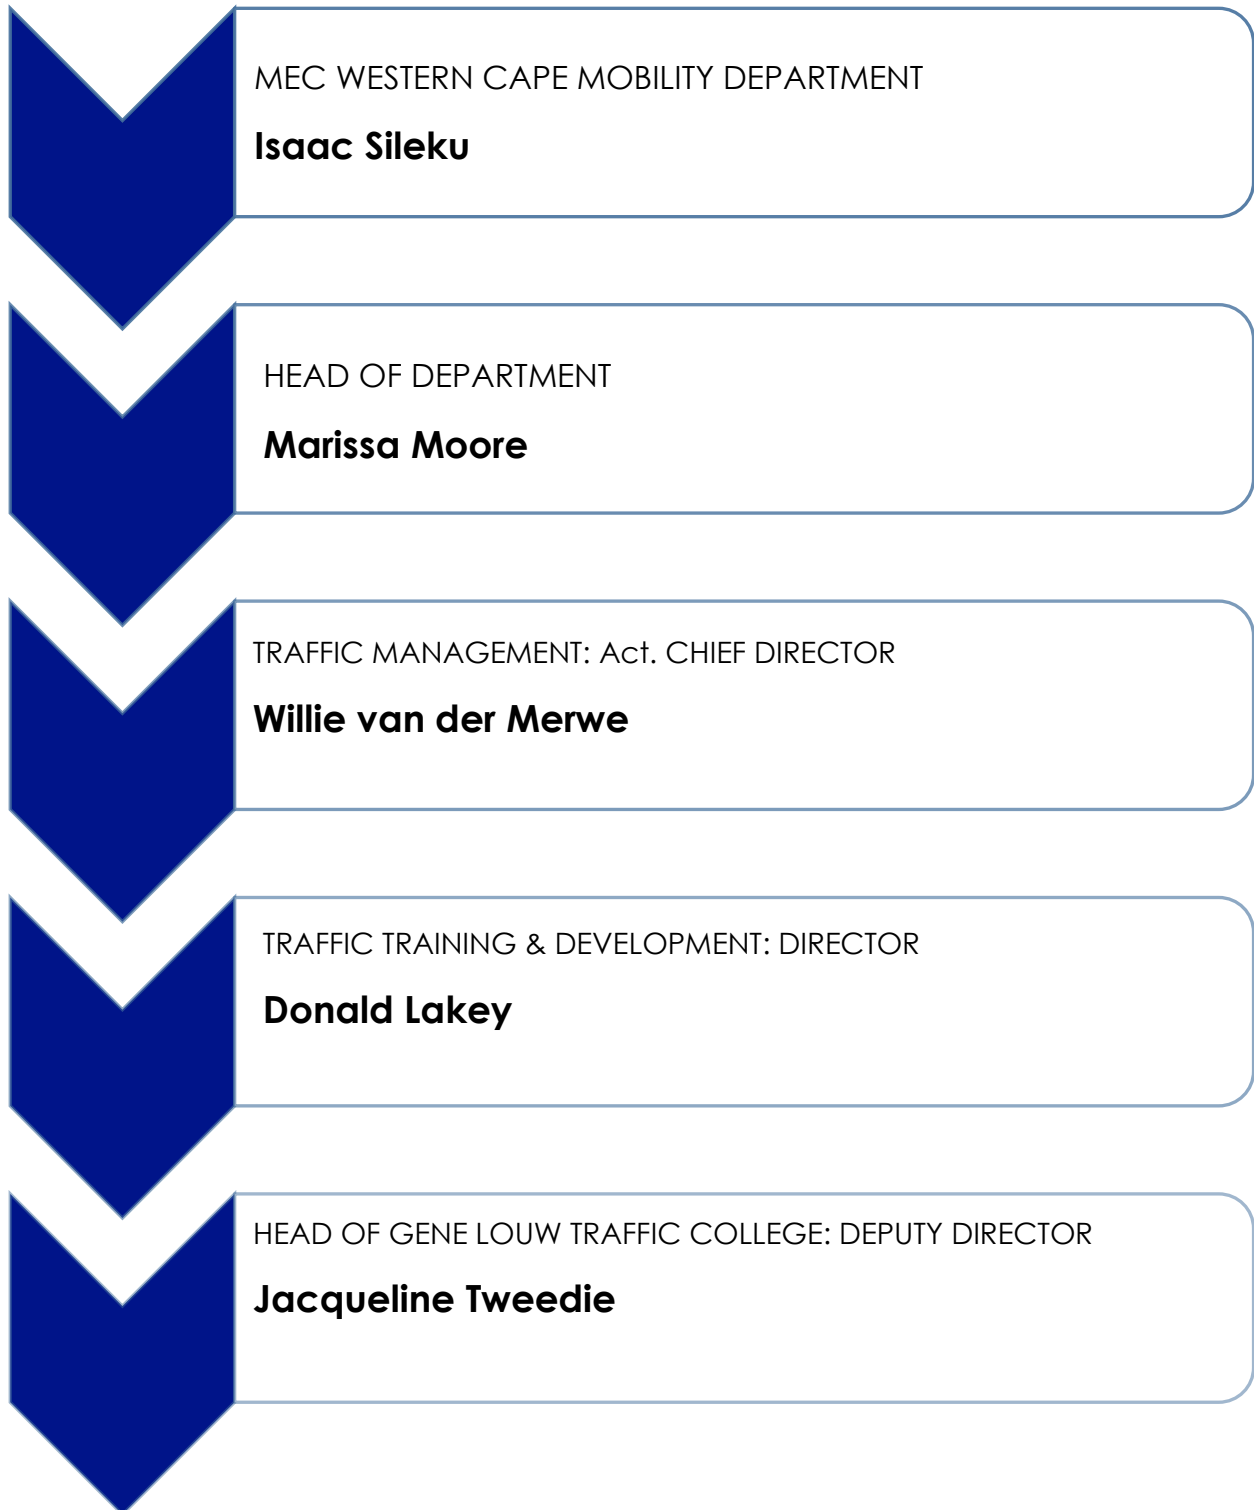 MEC WESTERN CAPE MOBILITY DEPARTMENT
Isaac Sileku
HEAD OF DEPARTMENT
Marissa Moore
TRAFFIC MANAGEMENT: Act. CHIEF DIRECTOR
Willie van der Merwe
TRAFFIC TRAINING & DEVELOPMENT: DIRECTOR
Donald Lakey
HEAD OF GENE LOUW TRAFFIC COLLEGE: DEPUTY DIRECTOR
Jacqueline Tweedie